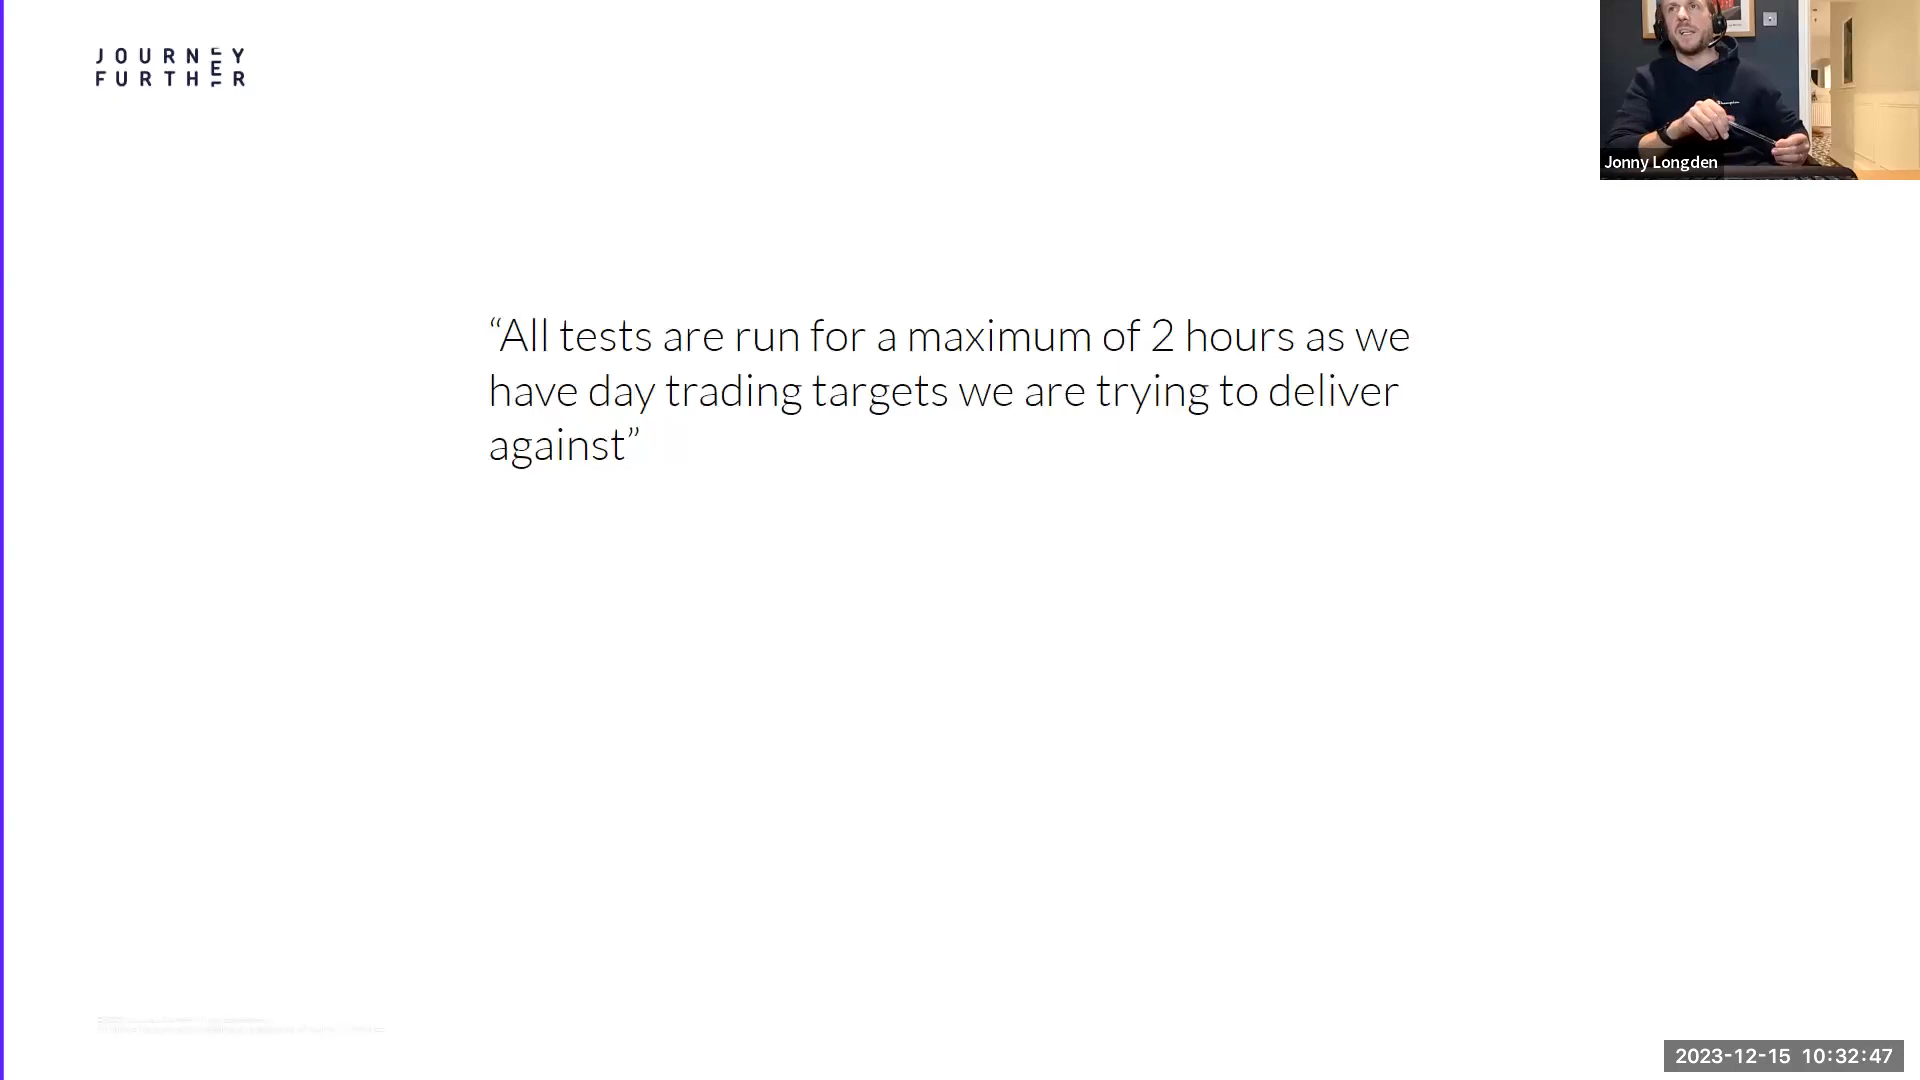 JOURNEY
FURTHER
Jonny Longden
“All tests are run for a maximum of 2 hours as we
have day trading targets we are trying to deliver
against”
2023-12-15 10:32:47